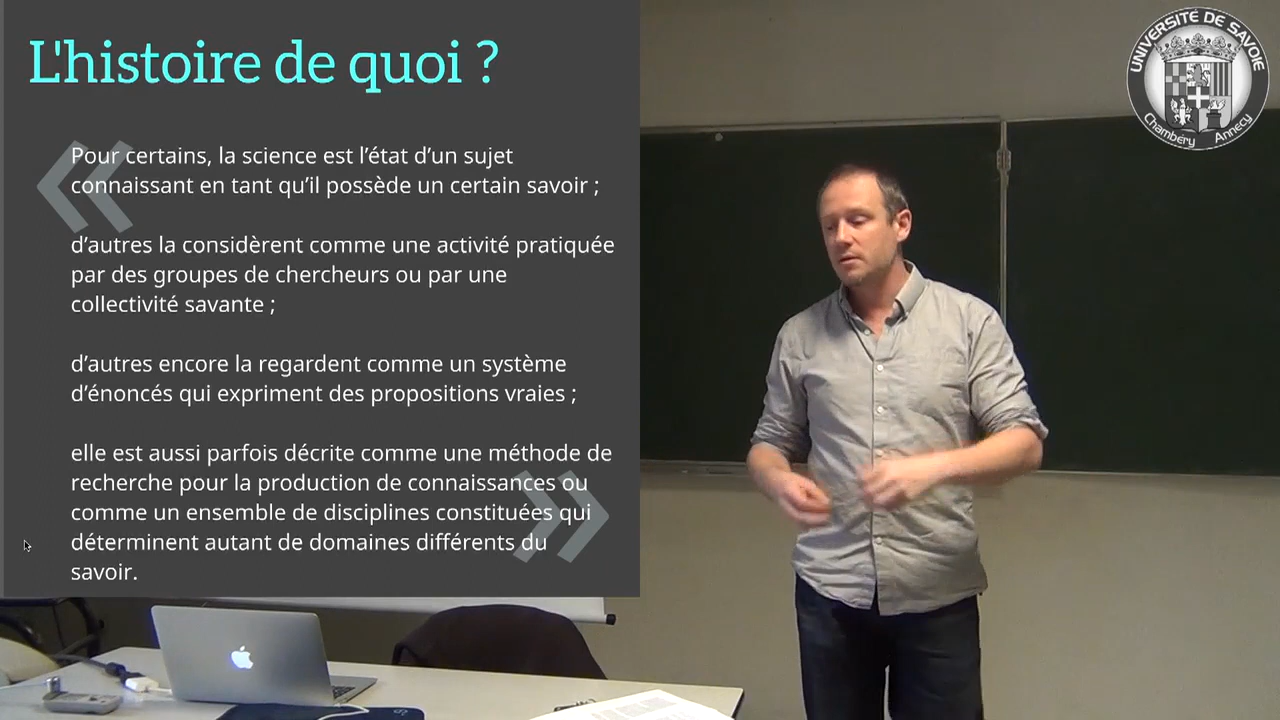 L'histoire de quoi ?
Pour certains, la science est l’état d’un sujet
connaissant en tant qu’il possède un certain savoir ;
d’autres la considèrent comme une activité pratiquée
par des groupes de chercheurs ou par une
collectivité savante ;
d’autres encore la regardent comme un système
d’énoncés qui expriment des propositions vraies ;
elle est aussi parfois décrite comme une méthode de
recherche pour la production de connaissances ou
comme un ensemble de disciplines constituées qui
déterminent autant de domaines différents du
savoir.
UNIVERSITÉ DE SAVOIE
Chambéry Annecy